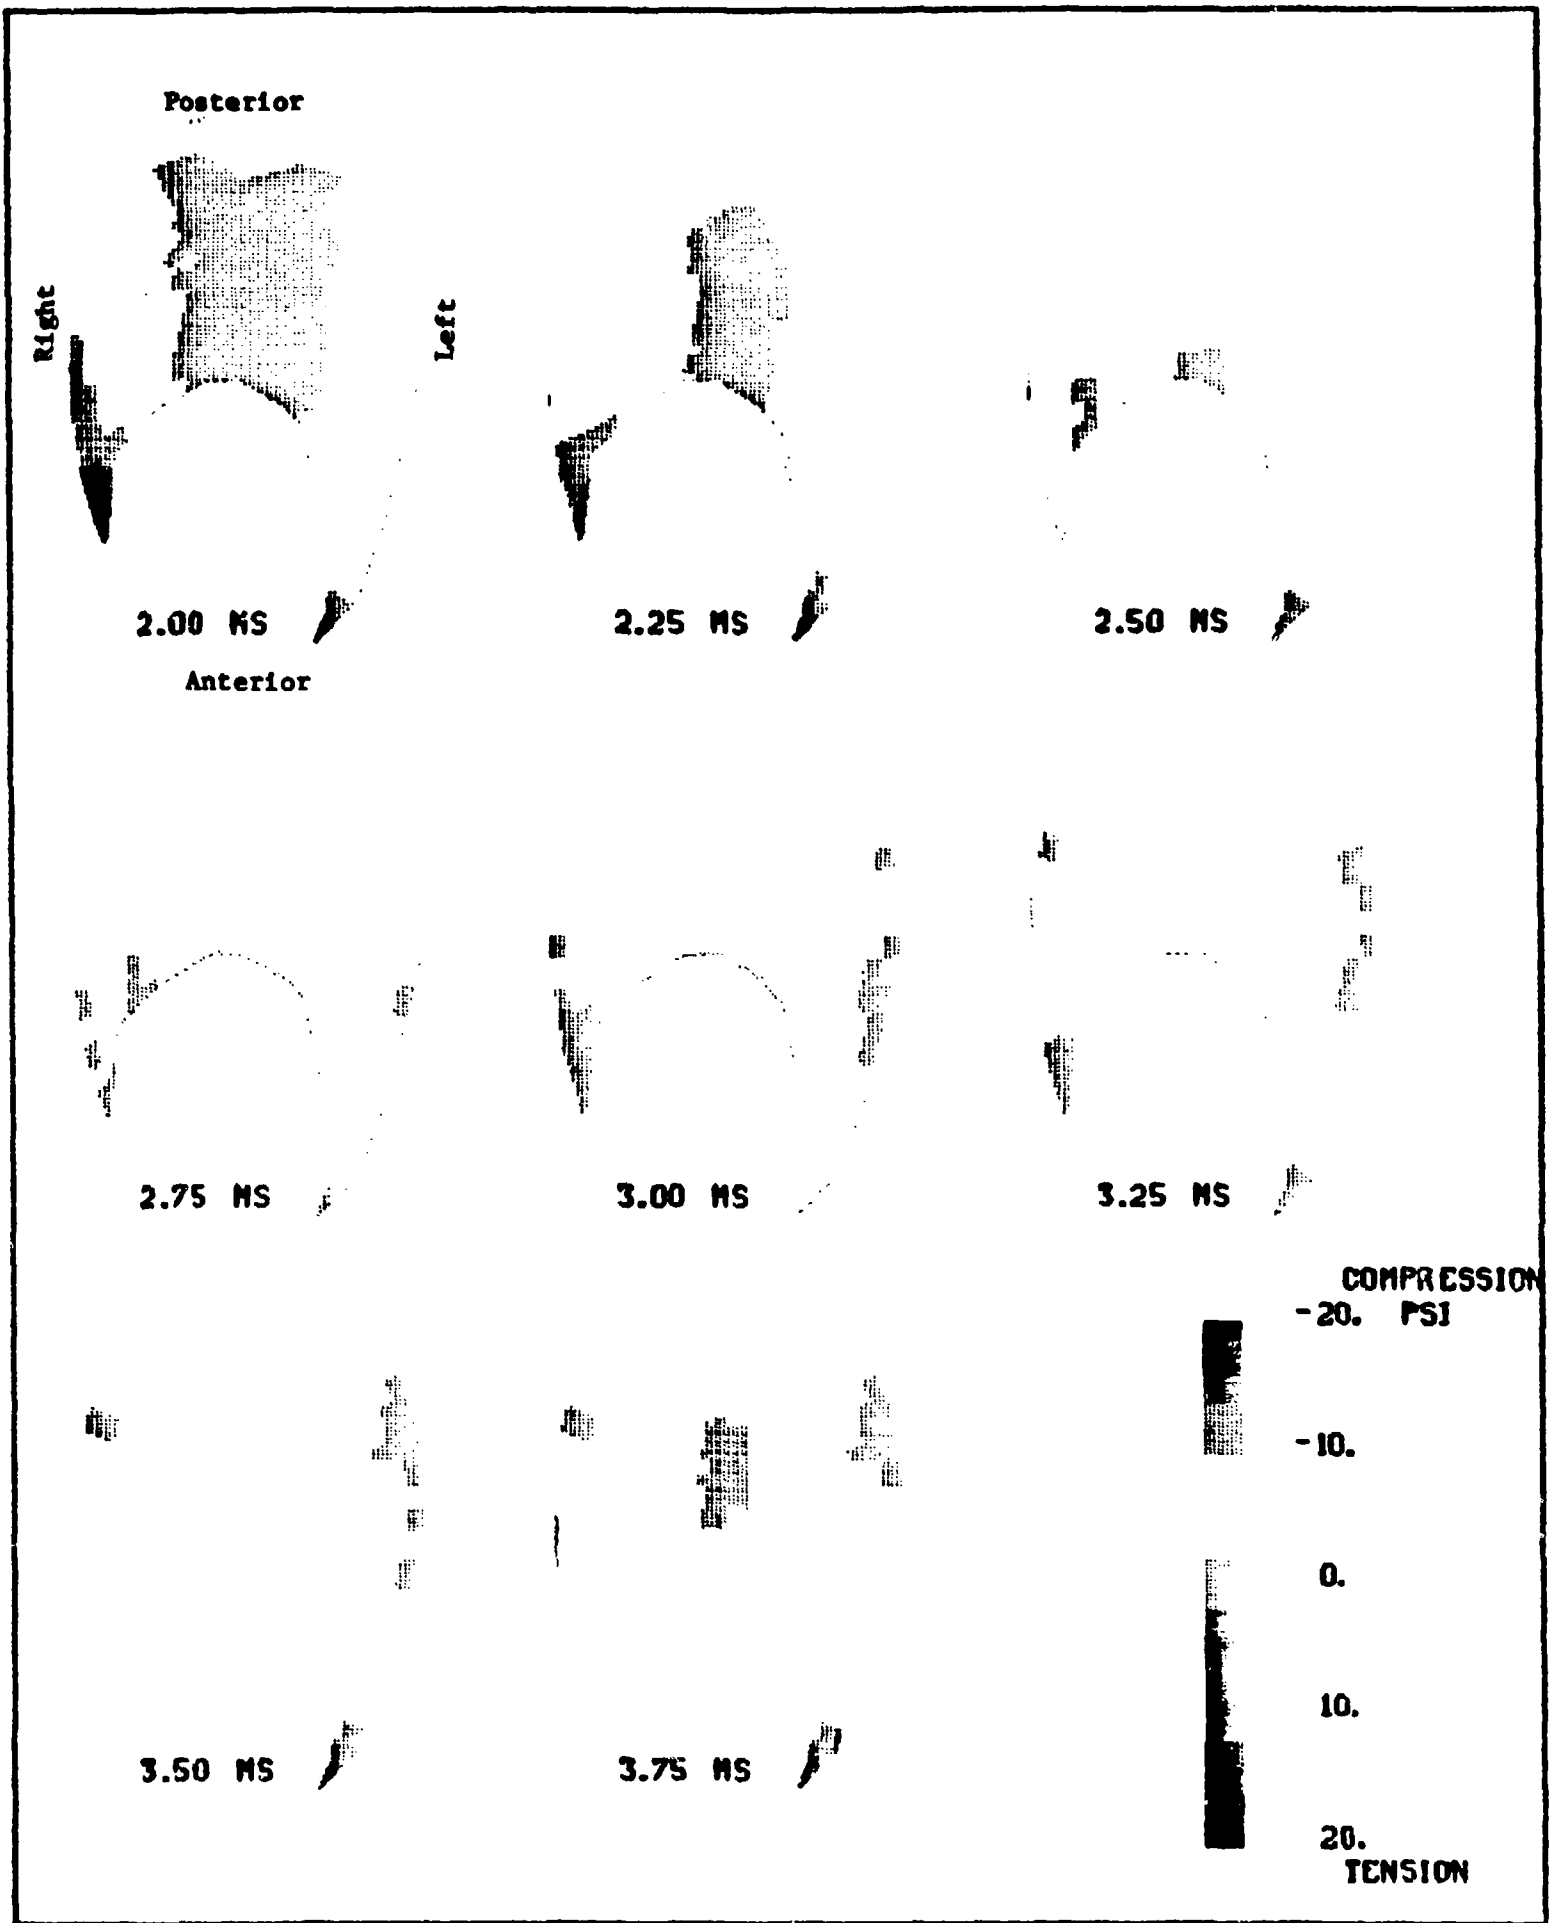 Posterior
Right
Left
2.00 MS
2.25 MS
2.50 MS
Anterior
2.75 MS
3.00 MS
3.25 MS
COMPRESSION
-20. PSI
-10.
0.
10.
20.
TENSION
3.50 MS
3.75 MS